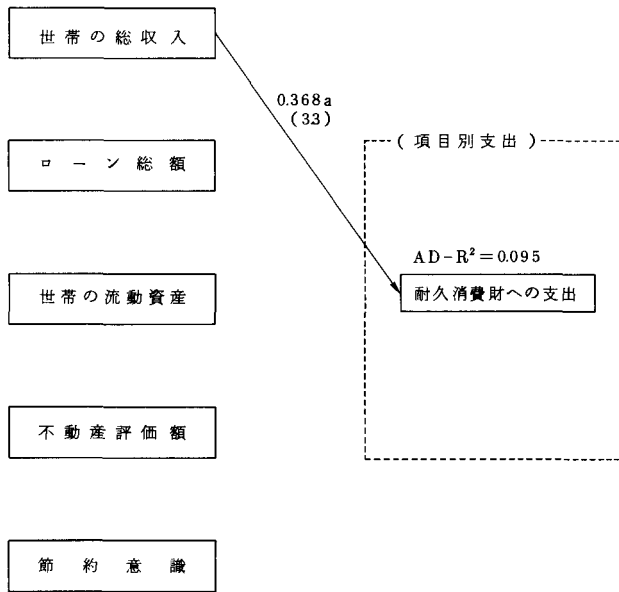 世帯の総収入
0.368a
(33)
ローン総額
(項目別支出)
AD-R²=0.095
世帯の流動資産
耐久消費財への支出
不動産評価額
節約意識